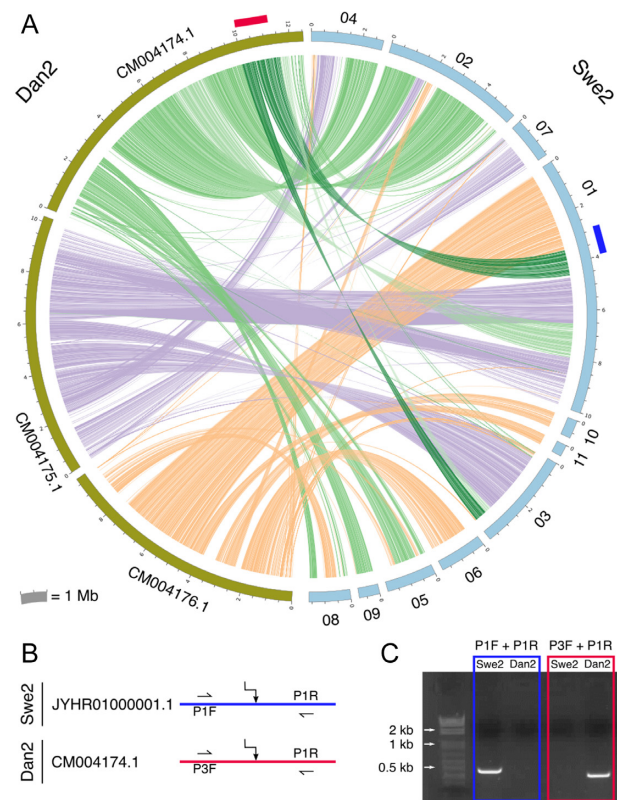 A
Dan2
Swe2
CM004174.1
04
02
07
01
10
11
03
06
05
09
08
CM004176.1
CM004175.1
= 1 Mb
B
Swe2
JYHR01000001.1
P1F
P1R
Dan2
CM004174.1
P3F
P1R
C
P1F + P1R
P3F + P1R
Swe2 Dan2
Swe2 Dan2
2 kb
1 kb
0.5 kb